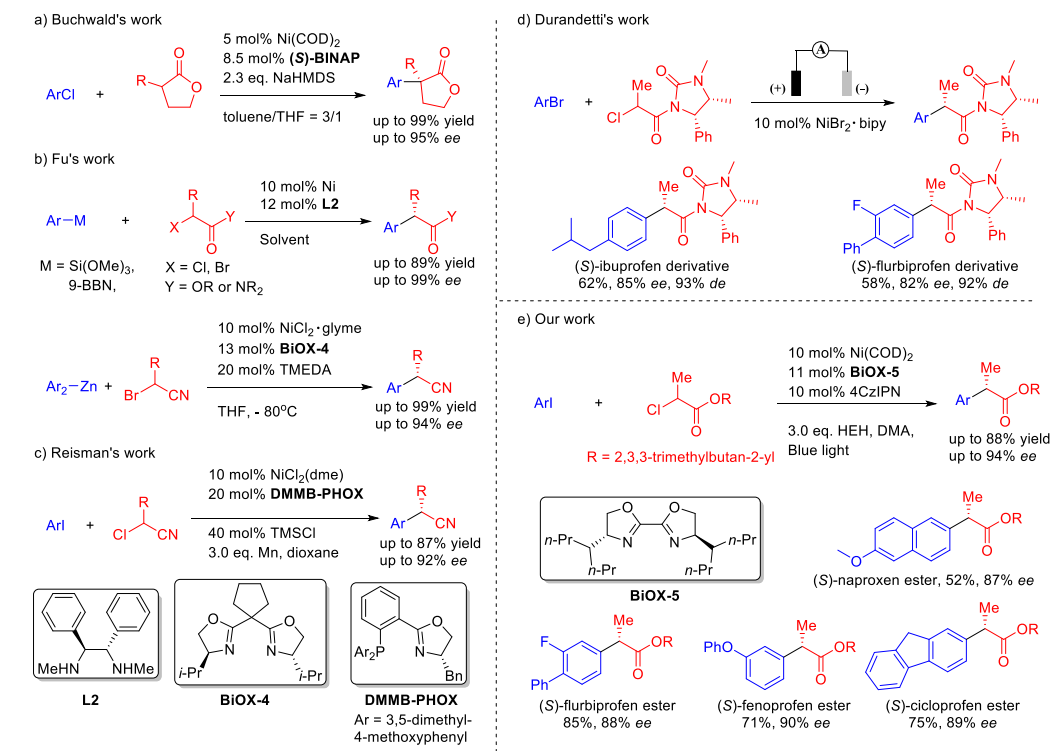 a) Buchwald's work
ArCl
+
R
O
O
5 mol% Ni(COD)2
8.5 mol% (S)-BINAP
2.3 eq. NaHMDS
toluene/THF = 3/1
R
Ar
O
O
up to 99% yield
up to 95% ee
b) Fu's work
Ar–M
+
R
X
Y
O
10 mol% Ni
12 mol% L2
Solvent
R
Ar
Y
O
up to 89% yield
up to 99% ee
M = Si(OMe)3,
9-BBN,
X = Cl, Br
Y = OR or NR2
Ar2–Zn
+
R
Br
CN
10 mol% NiCl2·glyme
13 mol% BiOX-4
20 mol% TMEDA
THF, - 80oC
R
Ar
CN
up to 99% yield
up to 94% ee
c) Reisman's work
ArI
+
R
Cl
CN
10 mol% NiCl2(dme)
20 mol% DMMB-PHOX
40 mol% TMSCl
3.0 eq. Mn, dioxane
R
Ar
CN
up to 87% yield
up to 92% ee
MeHN
NHMe
L2
O
O
N
N
i-Pr
i-Pr
BiOX-4
O
Ar2P
N
Bn
DMMB-PHOX
Ar = 3,5-dimethyl-
4-methoxyphenyl
d) Durandetti's work
ArBr
+
Me
Cl
O
O
N
N
Ph
A
(+)
(-)
10 mol% NiBr2·bipy
Me
Ar
O
O
N
N
Ph
Me
O
O
N
N
Ph
(S)-ibuprofen derivative
62%, 85% ee, 93% de
F
Ph
Me
O
O
N
N
Ph
(S)-flurbiprofen derivative
58%, 82% ee, 92% de
e) Our work
ArI
+
Me
Cl
OR
O
R = 2,3,3-trimethylbutan-2-yl
10 mol% Ni(COD)2
11 mol% BiOX-5
10 mol% 4CzIPN
3.0 eq. HEH, DMA,
Blue light
Me
Ar
OR
O
up to 88% yield
up to 94% ee
O
O
N
N
n-Pr
n-Pr
n-Pr
n-Pr
BiOX-5
O
Me
OR
O
(S)-naproxen ester, 52%, 87% ee
F
Ph
Me
OR
O
(S)-flurbiprofen ester
85%, 88% ee
PhO
Me
OR
O
(S)-fenoprofen ester
71%, 90% ee
Me
OR
O
(S)-cicloprofen ester
75%, 89% ee